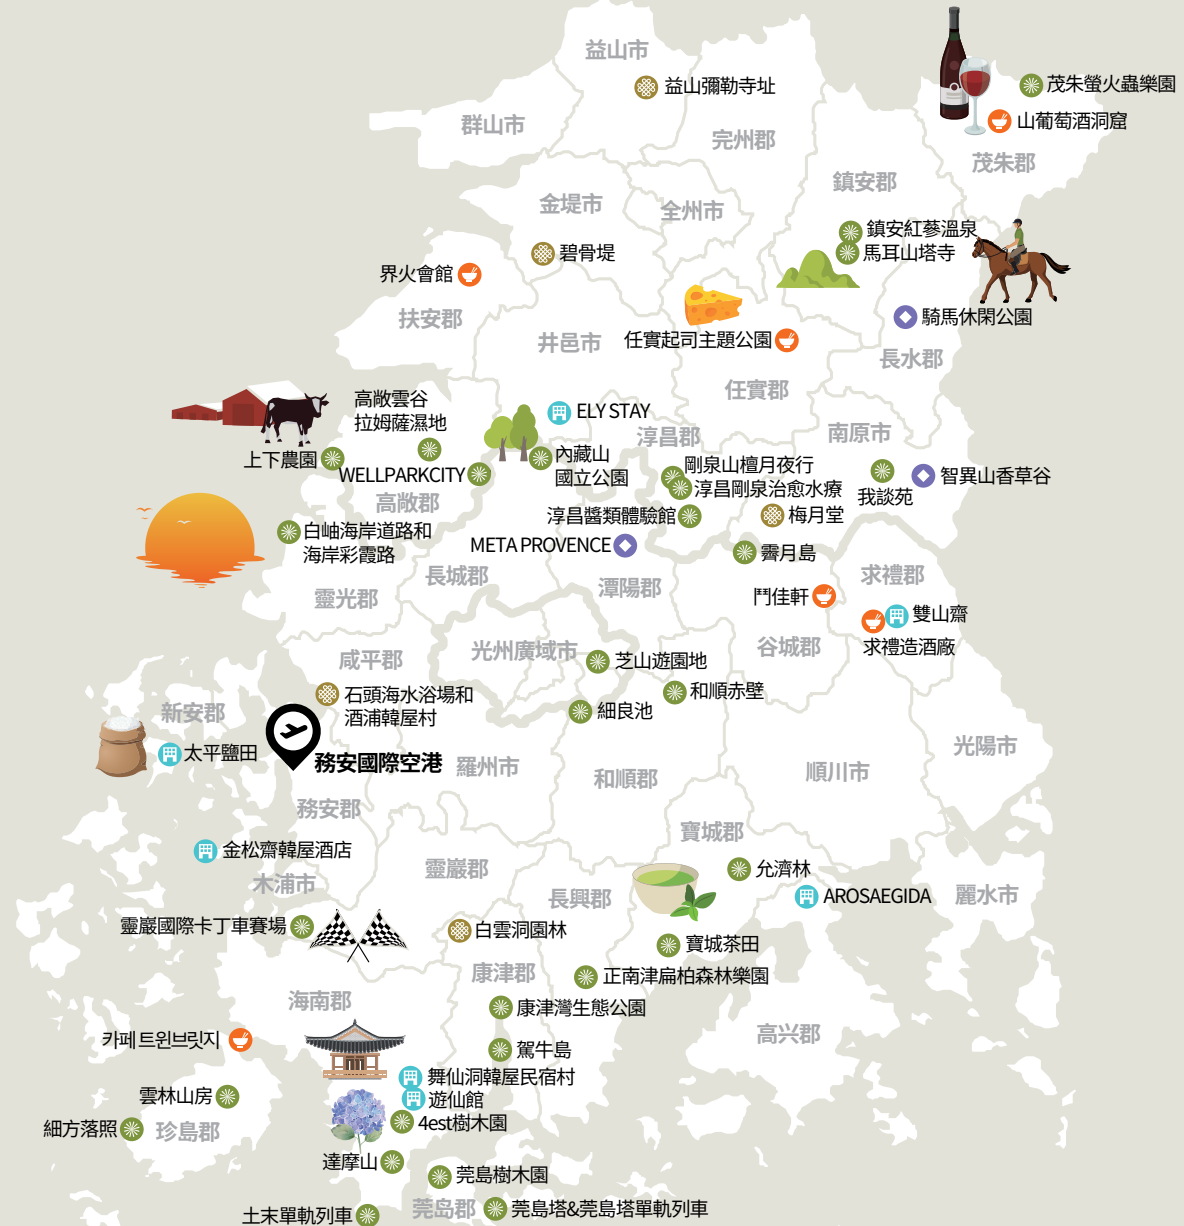 益山市
益山彌勒寺址
茂朱螢火蟲樂園
山葡萄酒洞窟
群山市
完州郡
茂朱郡
鎮安郡
金堤市
全州市
鎮安紅蔘溫泉
馬耳山塔寺
碧骨堤
界火會館
扶安郡
騎馬休閑公園
井邑市
任實起司主題公園
長水郡
任實郡
高敞雲谷
拉姆薩濕地
ELY STAY
淳昌郡
南原市
上下農園
WELLPARKCITY
內藏山
國立公園
剛泉山檀月夜行
淳昌剛泉治愈水療
我談苑
智異山香草谷
高敞郡
淳昌醬類體驗館
梅月堂
白岫海岸道路和
海岸彩霞路
META PROVENCE
霽月島
長城郡
潭陽郡
求禮郡
靈光郡
鬥佳軒
雙山齋
求禮造酒廠
咸平郡
光州廣域市
芝山遊園地
谷城郡
石頭海水浴場和
酒浦韓屋村
和順赤壁
細良池
新安郡
太平鹽田
務安國際空港
羅州市
和順郡
順川市
光陽市
務安郡
寶城郡
金松齋韓屋酒店
木浦市
靈巖郡
長興郡
允濟林
AROSAEGIDA
麗水市
靈巖國際卡丁車賽場
白雲洞園林
寶城茶田
康津郡
正南津扁柏森林樂園
海南郡
康津灣生態公園
高兴郡
카페 트윈브릿지
駕牛島
舞仙洞韓屋民宿村
遊仙館
雲林山房
4est樹木園
細方落照
珍島郡
達摩山
莞島樹木園
土末單軌列車
莞岛郡
莞島塔&莞島塔單軌列車